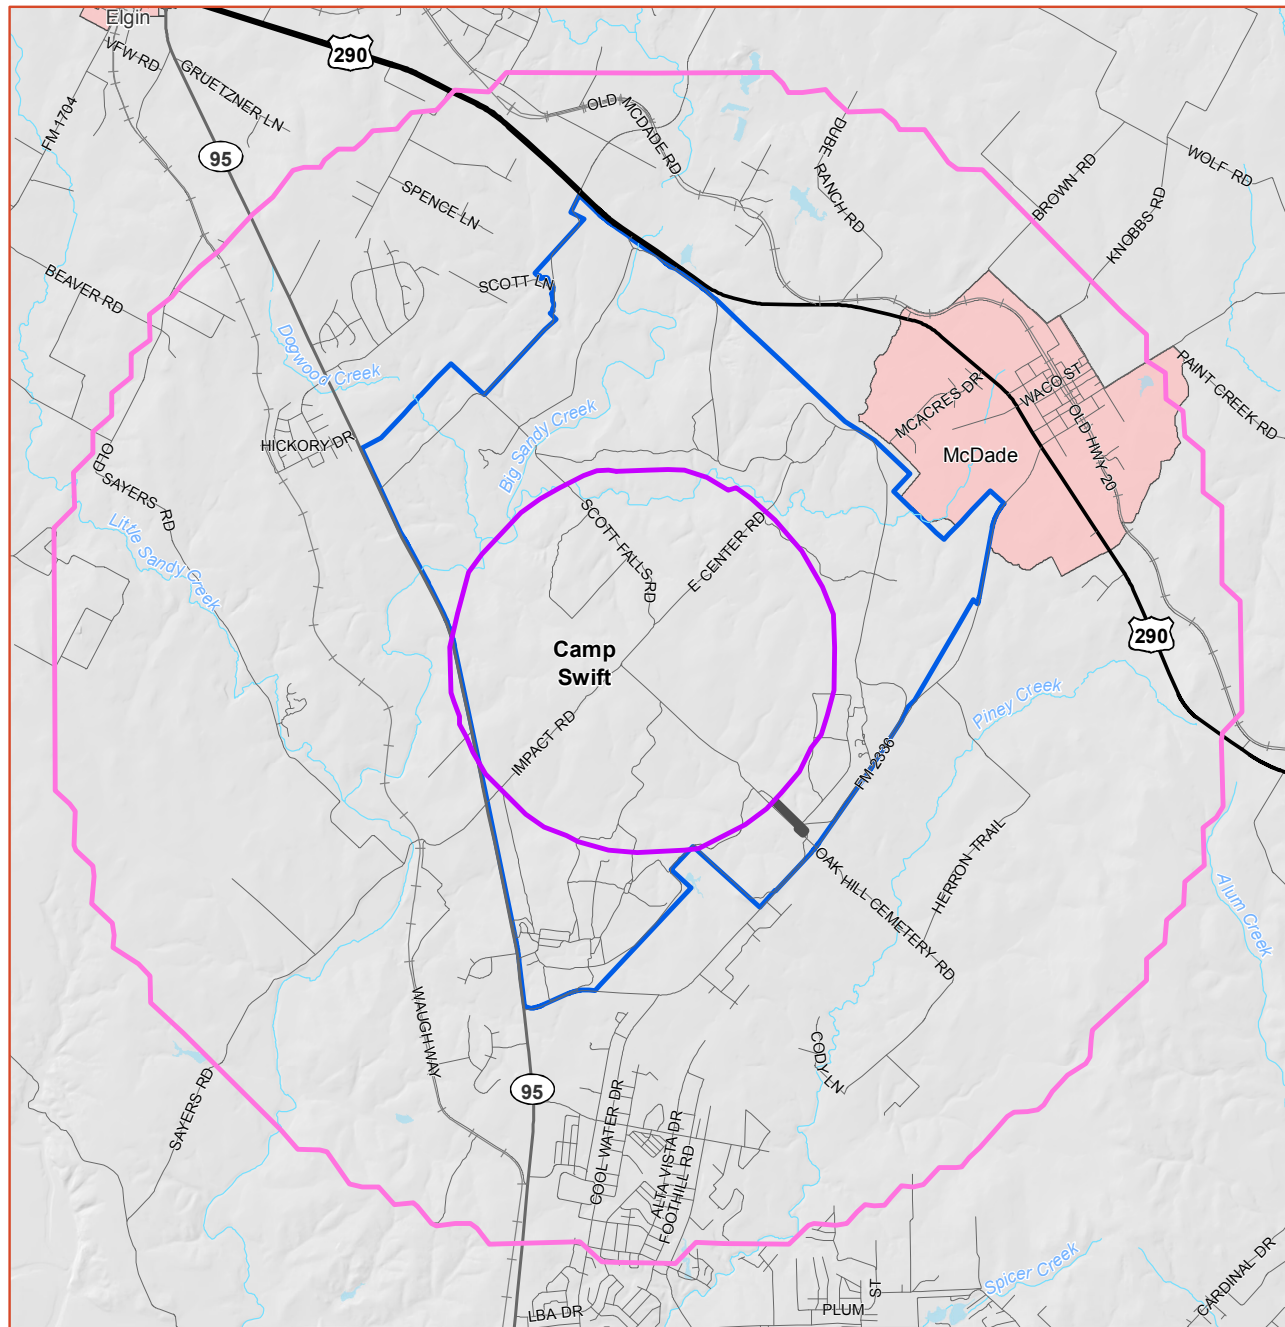 Elgin
290
VFW RD
GRUETZNER LN
FM 1704
95
OLD MCDADE RD
DUBE RANCH RD
WOLF RD
BROWN RD
KNOBBS RD
SPENCE LN
SCOTT LN
BEAVER RD
Dogwood Creek
PAINT CREEK RD
MCACRES DR
WACO ST
OLD HWY 20
McDade
HICKORY DR
Big Sandy Creek
OLD SAYERS RD
Little Sandy Creek
SCOTT FALLS RD
E CENTER RD
290
Camp
Swift
Piney Creek
IMPACT RD
FM 2336
OAK HILL CEMETERY RD
HERRON TRAIL
Alum Creek
WAUGH WAY
SAYERS RD
CODY LN
95
COOL WATER DR
ALTA VISTA DR
FOOTHILL RD
Spicer Creek
CARDINAL DR
LBA DR
PLUM ST